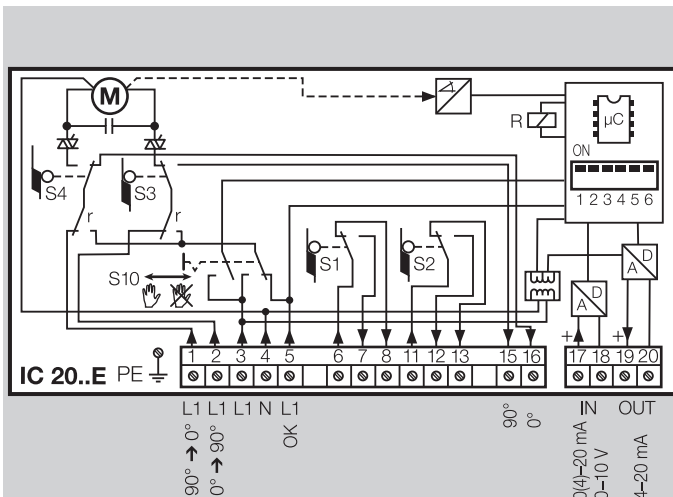 M
R
µC
ON
1 2 3 4 5 6
S4
S3
r
r
S1
S2
S10
A D
A D
+
+
1 2 3 4 5 6 7 8 11 12 13 15 16 17 18 19 20
IC 20..E PE
L1 L1 L1 N L1
90° → 0°
0° → 90°
OK
90°
0°
IN OUT
0(4)–20 mA
0–10 V
4–20 mA